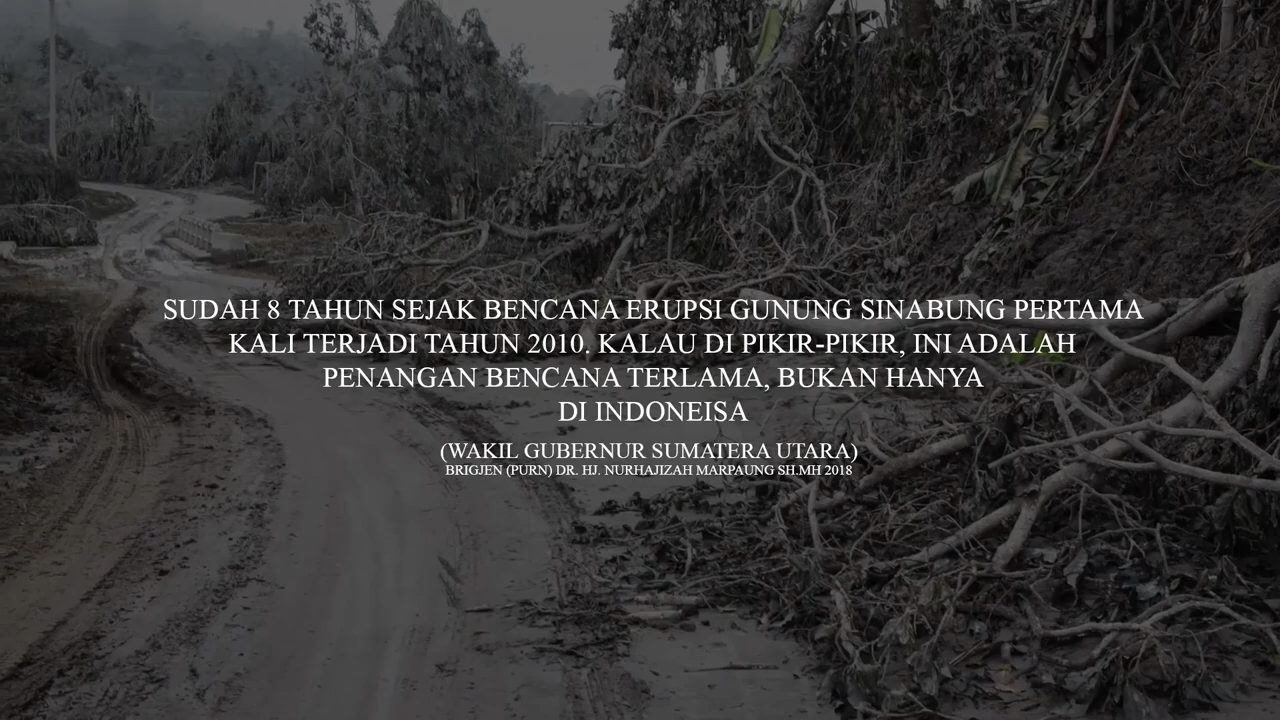 SUDAH 8 TAHUN SEJAK BENCANA ERUPSI GUNUNG SINABUNG PERTAMA
KALI TERJADI TAHUN 2010. KALAU DI PIKIR-PIKIR, INI ADALAH
PENANGAN BENCANA TERLAMA, BUKAN HANYA
DI INDONEISA
(WAKIL GUBERNUR SUMATERA UTARA)
BRIGJEN (PURN) DR. HJ. NURHAJIZAH MARPAUNG SH.MH 2018